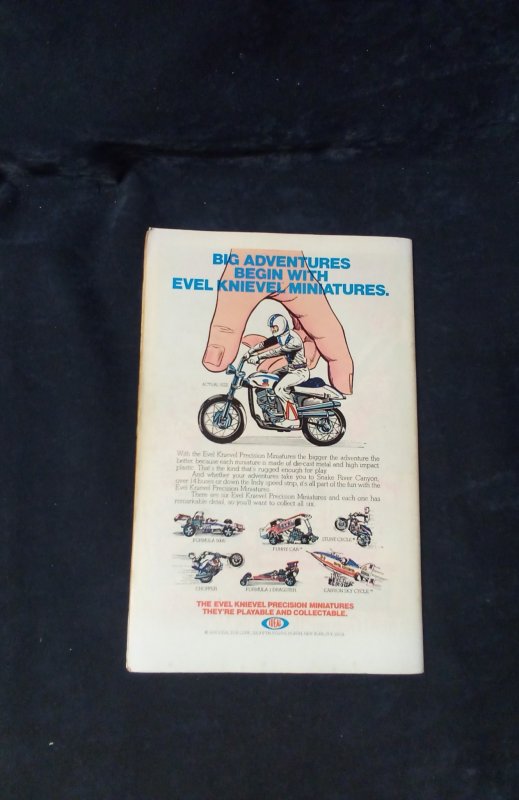 BIG ADVENTURES
BEGIN WITH
EVEL KNIEVEL MINIATURES.
ACTUAL SIZE
With the Evel Knievel Precision Miniatures the bigger the adventure the
better, because each miniature is made of die-cast metal and high impact
plastic. That's the kind that's rugged enough for play.
And whether your adventures take you to Snake River Canyon,
over 14 buses or down the Indy speed strip, it's all part of the fun with the
Evel Knievel Precision Miniatures.
There are six Evel Knievel Precision Miniatures and each one has
remarkable detail, so you'll want to collect all six.
FORMULA 5000
FUNNY CAR™
STUNT CYCLE™
CHOPPER
FORMULA 1 DRAGSTER
CANYON SKY CYCLE™
THE EVEL KNIEVEL PRECISION MINIATURES
THEY'RE PLAYABLE AND COLLECTABLE.
IDEAL